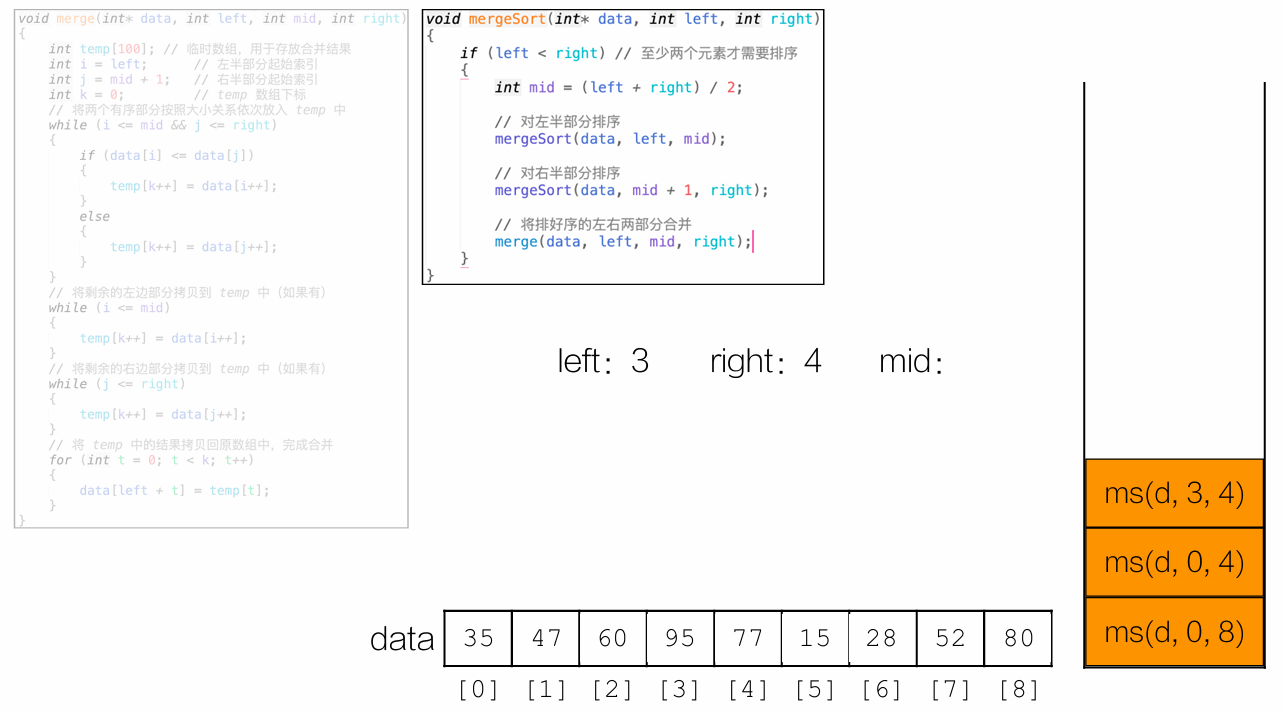 void merge(int* data, int left, int mid, int right)
{
    int temp[100]; // 临时数组，用于存放合并结果
    int i = left;      // 左半部分起始索引
    int j = mid + 1;   // 右半部分起始索引
    int k = 0;         // temp 数组下标
    // 将两个有序部分按照大小关系依次放入 temp 中
    while (i <= mid && j <= right)
    {
        if (data[i] <= data[j])
        {
            temp[k++] = data[i++];
        }
        else
        {
            temp[k++] = data[j++];
        }
    }
    // 将剩余的左边部分拷贝到 temp 中（如果有）
    while (i <= mid)
    {
        temp[k++] = data[i++];
    }
    // 将剩余的右边部分拷贝到 temp 中（如果有）
    while (j <= right)
    {
        temp[k++] = data[j++];
    }
    // 将 temp 中的结果拷贝回原数组中，完成合并
    for (int t = 0; t < k; t++)
    {
        data[left + t] = temp[t];
    }
}
void mergeSort(int* data, int left, int right)
{
    if (left < right) // 至少两个元素才需要排序
    {
        int mid = (left + right) / 2;
        // 对左半部分排序
        mergeSort(data, left, mid);
        // 对右半部分排序
        mergeSort(data, mid + 1, right);
        // 将排好序的左右两部分合并
        merge(data, left, mid, right);
    }
}
left： 3 right： 4 mid：
ms(d, 3, 4)
ms(d, 0, 4)
ms(d, 0, 8)
data 35 47 60 95 77 15 28 52 80
[0] [1] [2] [3] [4] [5] [6] [7] [8]